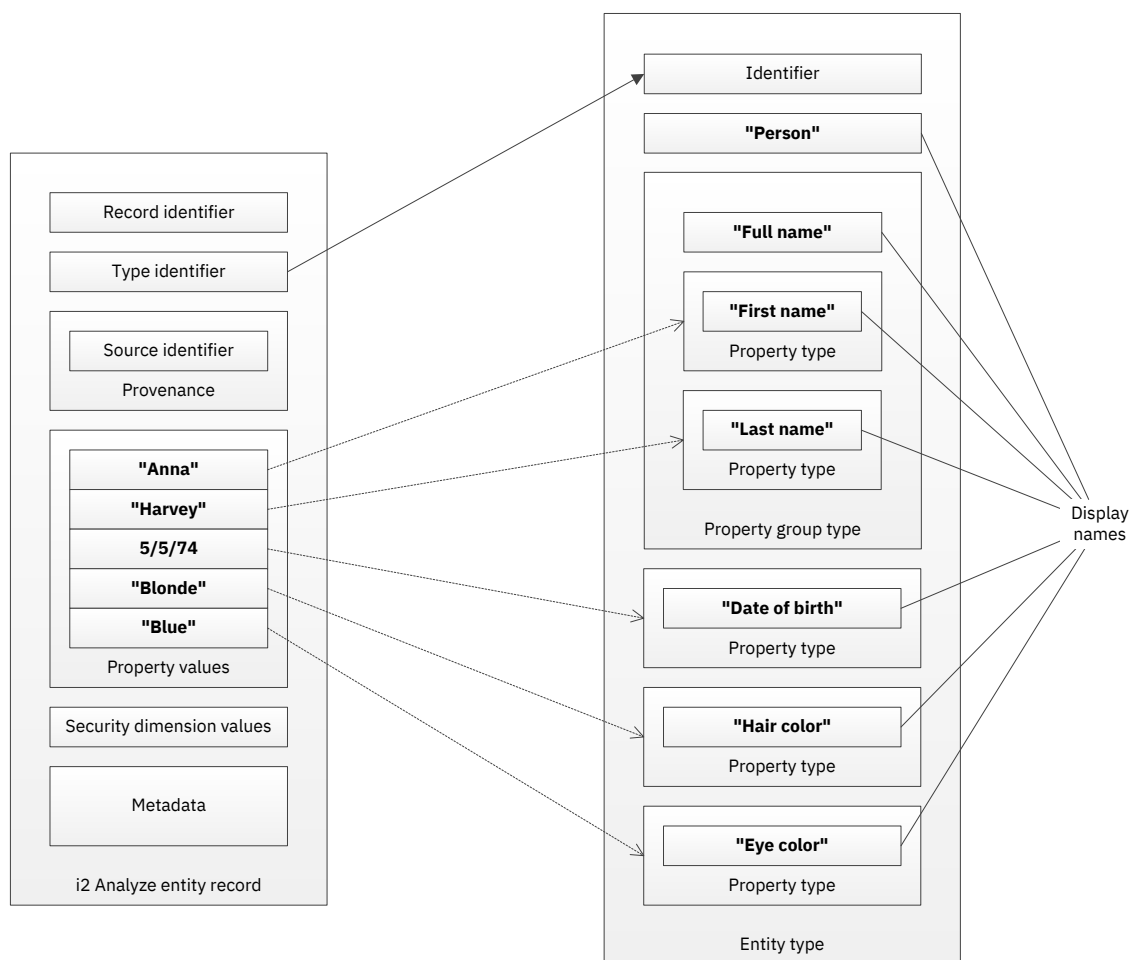 Record identifier
Type identifier
Source identifier
Provenance
"Anna"
"Harvey"
5/5/74
"Blonde"
"Blue"
Property values
Security dimension values
Metadata
i2 Analyze entity record
Identifier
"Person"
"Full name"
"First name"
Property type
"Last name"
Property type
Property group type
"Date of birth"
Property type
"Hair color"
Property type
"Eye color"
Property type
Entity type
Display
names